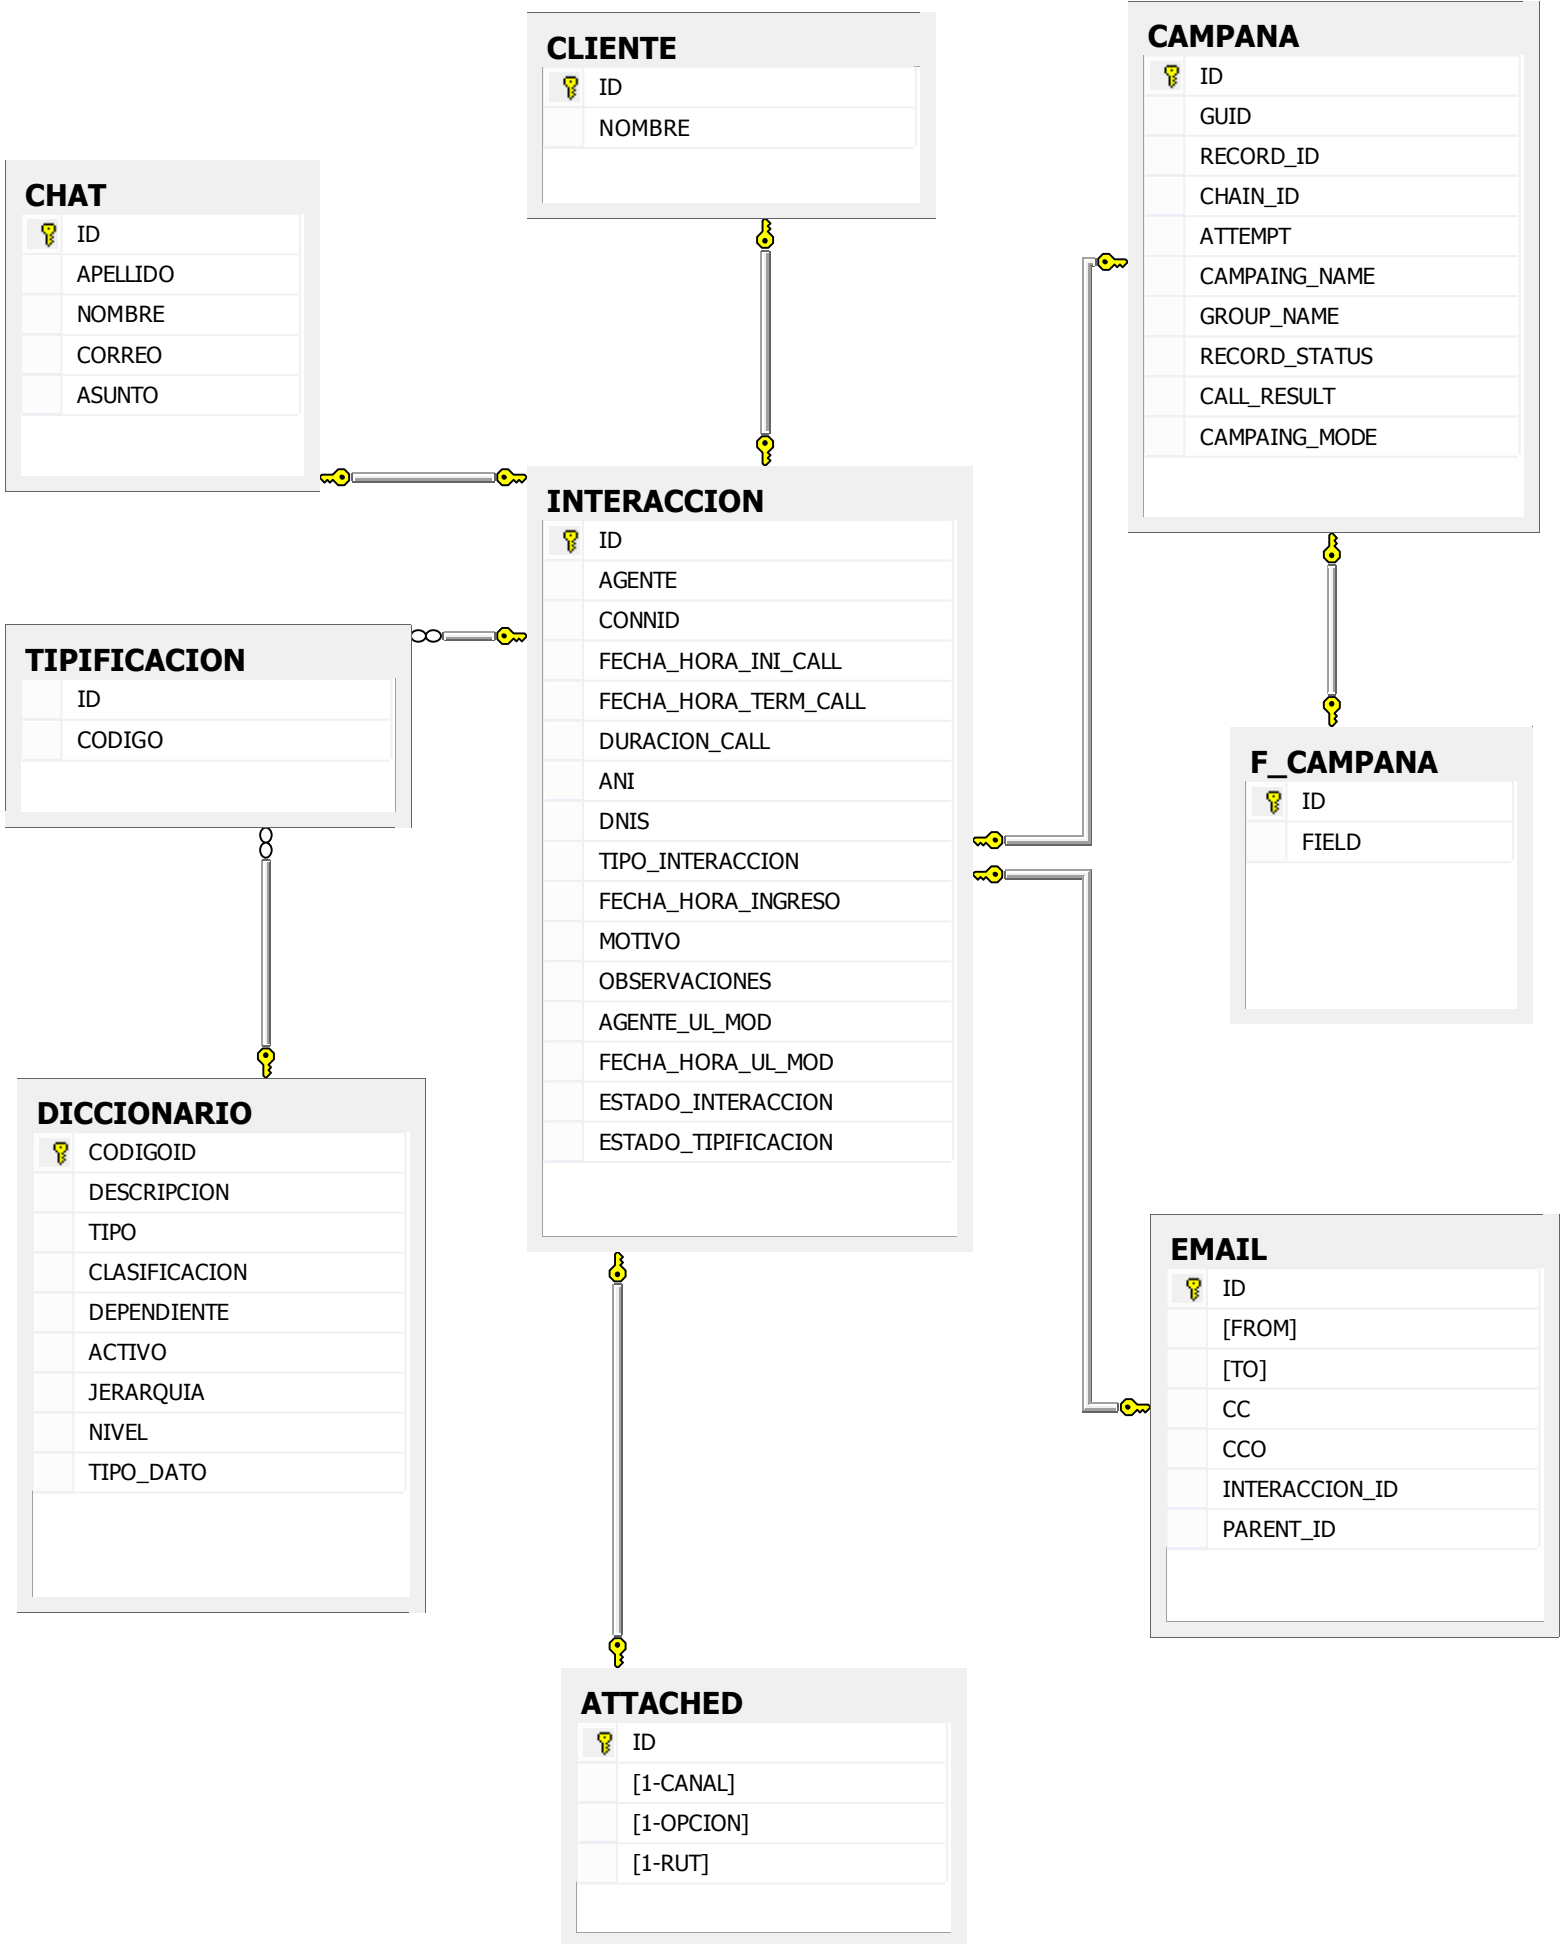 CLIENTE
ID
NOMBRE
CAMPANA
ID
GUID
RECORD_ID
CHAIN_ID
ATTEMPT
CAMPAING_NAME
GROUP_NAME
RECORD_STATUS
CALL_RESULT
CAMPAING_MODE
CHAT
ID
APELLIDO
NOMBRE
CORREO
ASUNTO
INTERACCION
ID
AGENTE
CONNID
FECHA_HORA_INI_CALL
FECHA_HORA_TERM_CALL
DURACION_CALL
ANI
DNIS
TIPO_INTERACCION
FECHA_HORA_INGRESO
MOTIVO
OBSERVACIONES
AGENTE_UL_MOD
FECHA_HORA_UL_MOD
ESTADO_INTERACCION
ESTADO_TIPIFICACION
TIPIFICACION
ID
CODIGO
F_CAMPANA
ID
FIELD
DICCIONARIO
CODIGOID
DESCRIPCION
TIPO
CLASIFICACION
DEPENDIENTE
ACTIVO
JERARQUIA
NIVEL
TIPO_DATO
EMAIL
ID
[FROM]
[TO]
CC
CCO
INTERACCION_ID
PARENT_ID
ATTACHED
ID
[1-CANAL]
[1-OPCION]
[1-RUT]